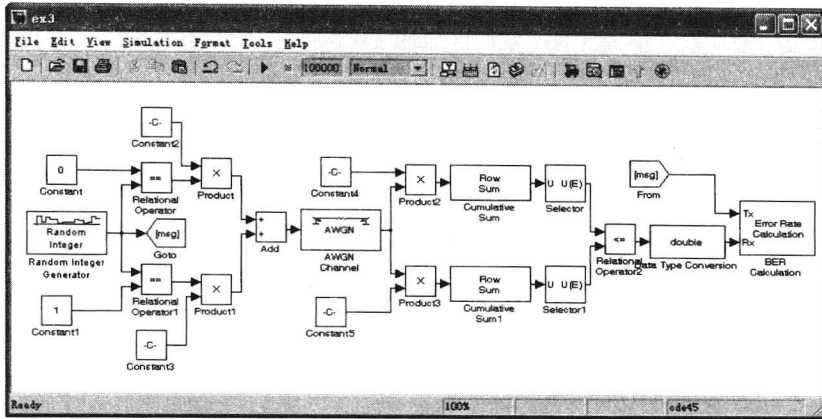 ex3
File Edit View Simulation Format Tools Help
100000 Normal
-C-
Constant2
0
Constant
==
Relational
Operator
×
Product
Random
Integer
Random Integer
Generator
[msg]
Goto
==
Relational
Operator1
×
Product1
1
Constant1
-C-
Constant3
+
+
Add
AWGN
AWGN
Channel
-C-
Constant4
×
Product2
Row
Sum
Cumulative
Sum
U U(E)
Selector
×
Product3
Row
Sum
Cumulative
Sum1
U U(E)
Selector1
-C-
Constant5
<=
Relational
Operator2
double
Data Type Conversion
[msg]
From
Tx
Error Rate
Calculation
Rx
BER
Calculation
Ready 100% ode45